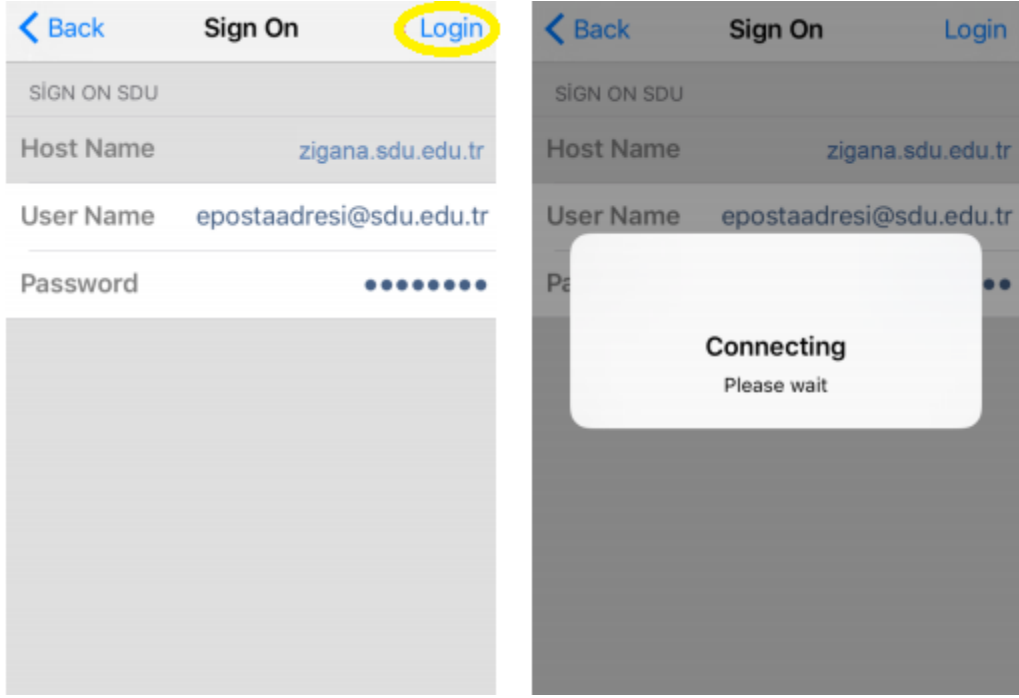 Back Sign On Login
SİGN ON SDU
Host Name zigana.sdu.edu.tr
User Name epostaadresi@sdu.edu.tr
Password ••••••••
Back Sign On Login
SİGN ON SDU
Host Name zigana.sdu.edu.tr
User Name epostaadresi@sdu.edu.tr
Pa ••
Connecting
Please wait